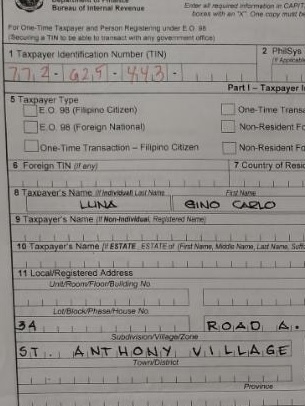 Department of Finance
Bureau of Internal Revenue
Enter all required information in CAPIT
boxes with an "X". One copy must b
For One-Time Taxpayer and Person Registering under E.O. 98
(Securing a TIN to be able to transact with any government office)
1 Taxpayer Identification Number (TIN)
2 PhilSys
(If Applicabl
772 - 625 - 443 -
Part I – Taxpayer I
5 Taxpayer Type
E.O. 98 (Filipino Citizen)
One-Time Transa
E.O. 98 (Foreign National)
Non-Resident Fo
One-Time Transaction – Filipino Citizen
Non-Resident Fo
6 Foreign TIN (if any)
7 Country of Resid
8 Taxpayer's Name (If Individual) Last Name
First Name
LUNA
GINO CARLO
9 Taxpayer's Name (If Non-Individual, Registered Name)
10 Taxpayer's Name (If ESTATE, ESTATE of (First Name, Middle Name, Last Name, Suffi
11 Local/Registered Address
Unit/Room/Floor/Building No
Lot/Block/Phase/House No.
34
ROAD A.
Subdivision/Village/Zone
ST. ANTHONY VILLAGE
Town/District
Province